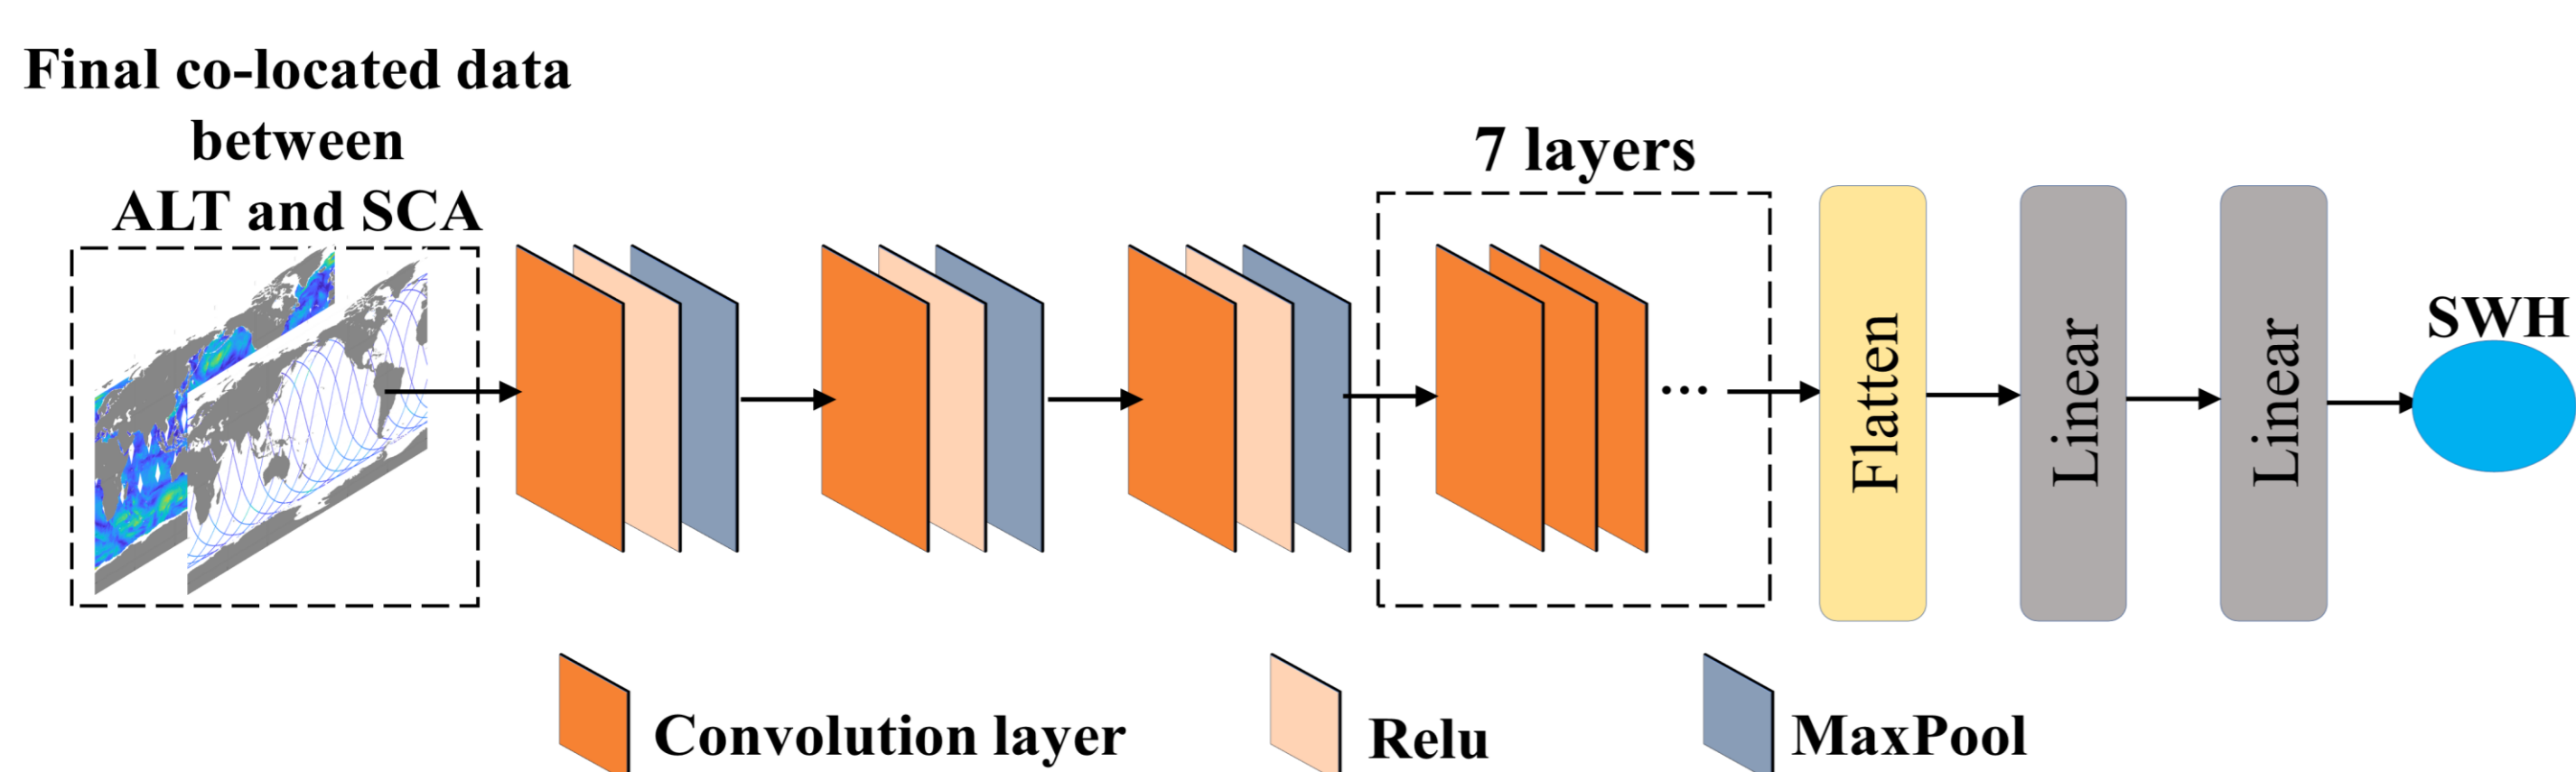 Final co-located data
between
ALT and SCA
7 layers
...
Flatten
Linear
Linear
SWH
Convolution layer
Relu
MaxPool